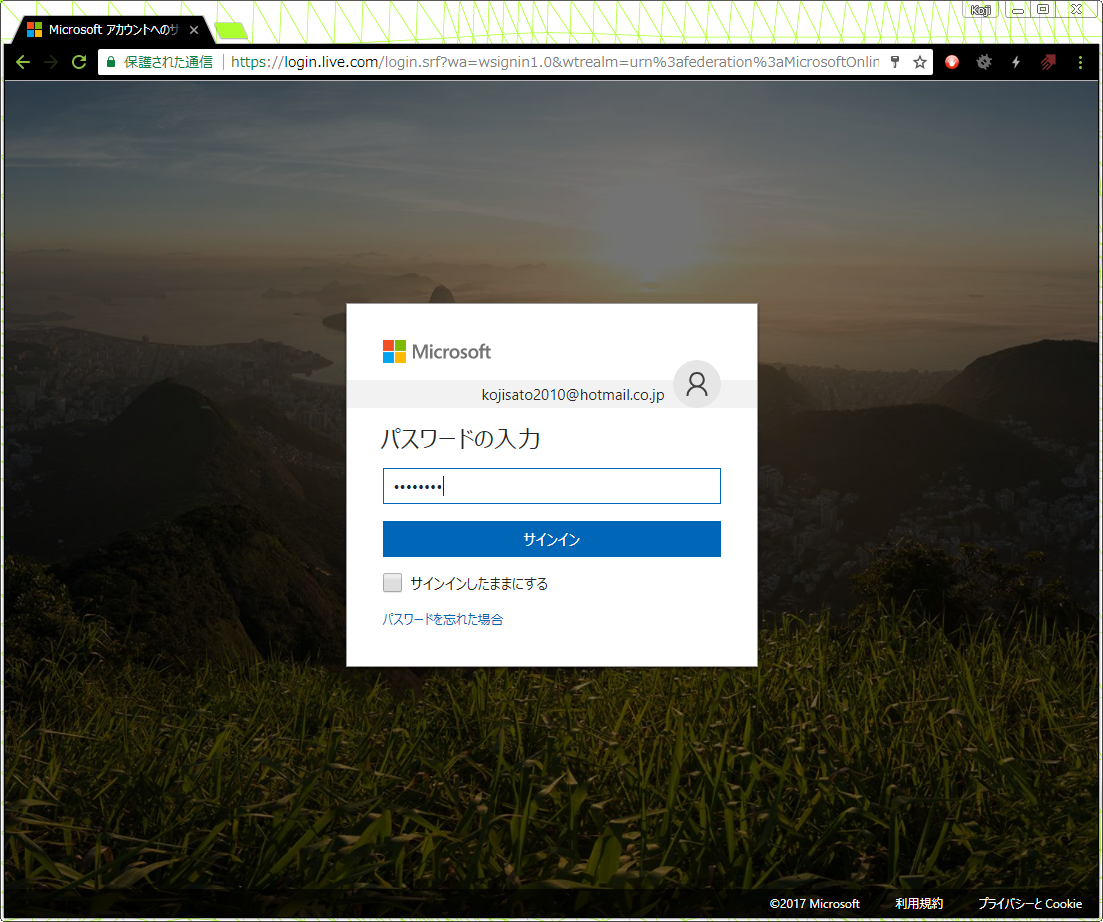 Koji
Microsoft アカウントへのサ
保護された通信 https://login.live.com/login.srf?wa=wsignin1.0&wtrealm=urn%3afederation%3aMicrosoftOnlin
Microsoft
kojisato2010@hotmail.co.jp
パスワードの入力
••••••••
サインイン
サインインしたままにする
パスワードを忘れた場合
©2017 Microsoft 利用規約 プライバシーと Cookie